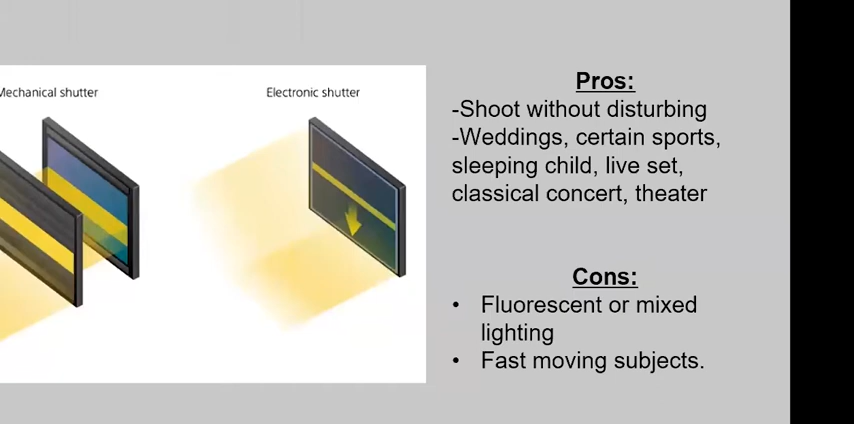 Mechanical shutter
Electronic shutter
Pros:
-Shoot without disturbing
-Weddings, certain sports,
sleeping child, live set,
classical concert, theater
Cons:
• Fluorescent or mixed
lighting
• Fast moving subjects.